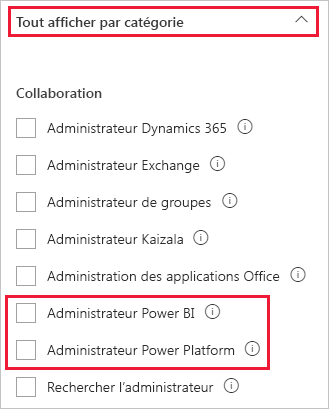 Tout afficher par catégorie
Collaboration
Administrateur Dynamics 365
Administrateur Exchange
Administrateur de groupes
Administrateur Kaizala
Administration des applications Office
Administrateur Power BI
Administrateur Power Platform
Rechercher l’administrateur